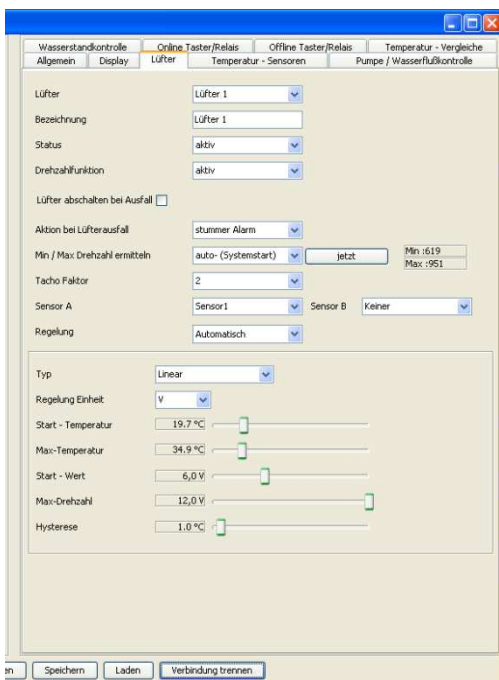 Wasserstandkontrolle Online Taster/Relais Offline Taster/Relais Temperatur - Vergleiche
Allgemein Display Lüfter Temperatur - Sensoren Pumpe / Wasserflußkontrolle
Lüfter Lüfter 1
Bezeichnung Lüfter 1
Status aktiv
Drehzahlfunktion aktiv
Lüfter abschalten bei Ausfall
Aktion bei Lüfterausfall stummer Alarm
Min / Max Drehzahl ermitteln auto- (Systemstart) jetzt Min :619
Max :951
Tacho Faktor 2
Sensor A Sensor1 Sensor B Keiner
Regelung Automatisch
Typ Linear
Regelung Einheit V
Start - Temperatur 19.7 °C
Max-Temperatur 34.9 °C
Start - Wert 6,0 V
Max-Drehzahl 12,0 V
Hysterese 1.0 °C
en Speichern Laden Verbindung trennen